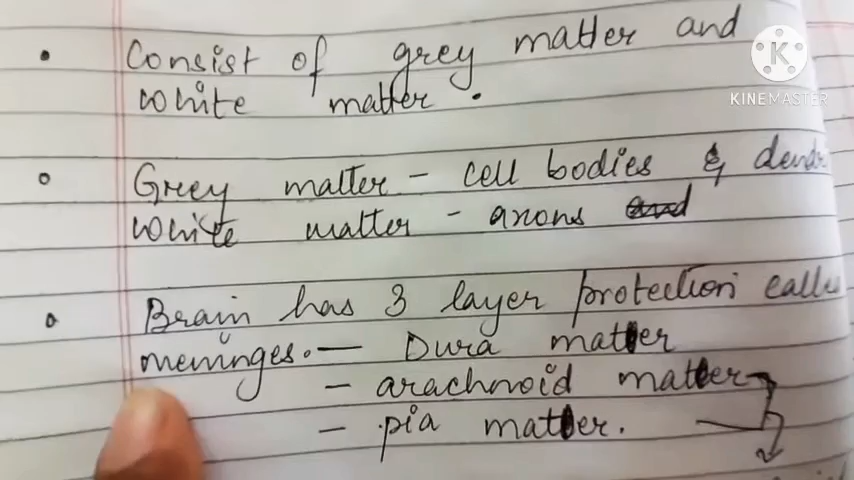 Consist of grey matter and
white matter.
Grey matter - cell bodies & dendr
white matter - axons and
Brain has 3 layer protection calle
meninges. - Dura matter
- arachnoid matter
- pia matter.
K
KINEMASTER